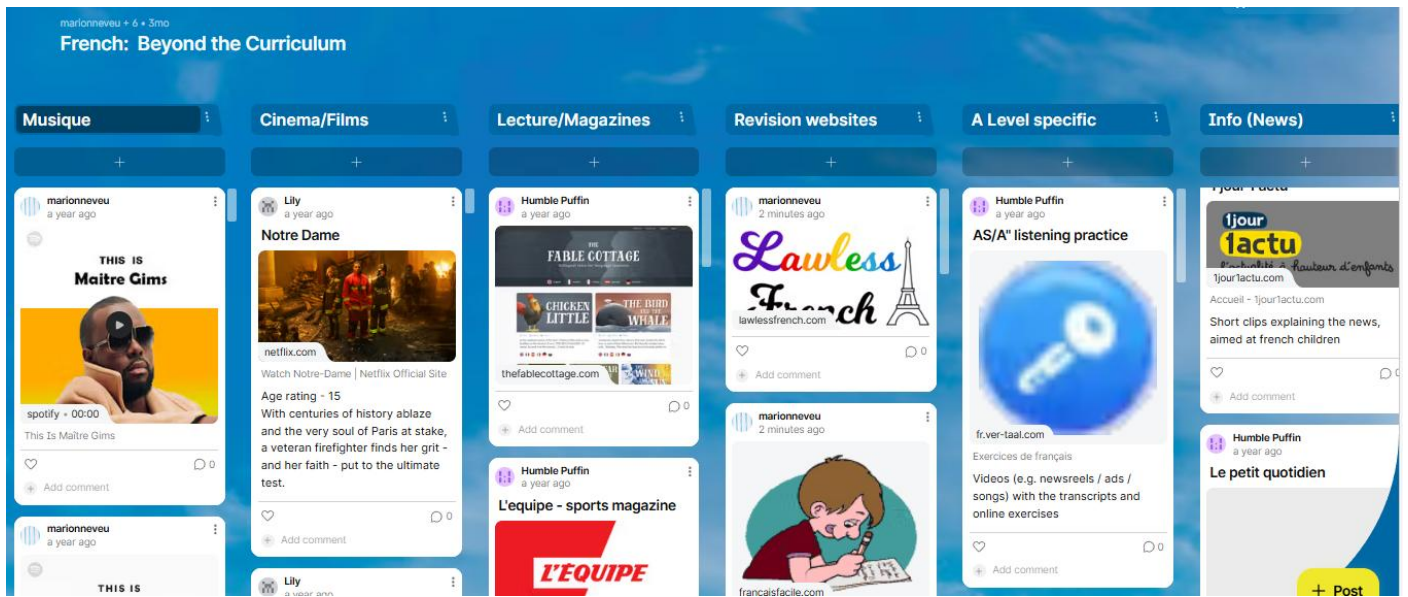 marionneveu + 6 • 3mo
French: Beyond the Curriculum
Musique
marionneveu
a year ago
THIS IS
Maître Gims
spotify • 00:00
This Is Maître Gims
0
Add comment
marionneveu
a year ago
THIS IS
Cinema/Films
Lily
a year ago
Notre Dame
netflix.com
Watch Notre-Dame | Netflix Official Site
Age rating - 15
With centuries of history ablaze
and the very soul of Paris at stake,
a veteran firefighter finds her grit -
and her faith - put to the ultimate
test.
0
Add comment
Lily
a year ago
Lecture/Magazines
Humble Puffin
a year ago
THE
FABLE COTTAGE
CHICKEN
LITTLE
THE BIRD
AND THE
WHALE
thefablecottage.com
0
Add comment
Humble Puffin
a year ago
L'equipe - sports magazine
L'ÉQUIPE
Revision websites
marionneveu
2 minutes ago
Lawless
French
lawlessfrench.com
0
Add comment
marionneveu
2 minutes ago
francaisfacile.com
A Level specific
Humble Puffin
a year ago
AS/A" listening practice
fr.ver-taal.com
Exercices de français
Videos (e.g. newsreels / ads /
songs) with the transcripts and
online exercises
0
Add comment
Info (News)
1jour 1actu
1jour
1actu
l'actualité à hauteur d'enfants
1jour1actu.com
Accueil - 1jour1actu.com
Short clips explaining the news,
aimed at french children
Add comment
Humble Puffin
a year ago
Le petit quotidien
+ Post